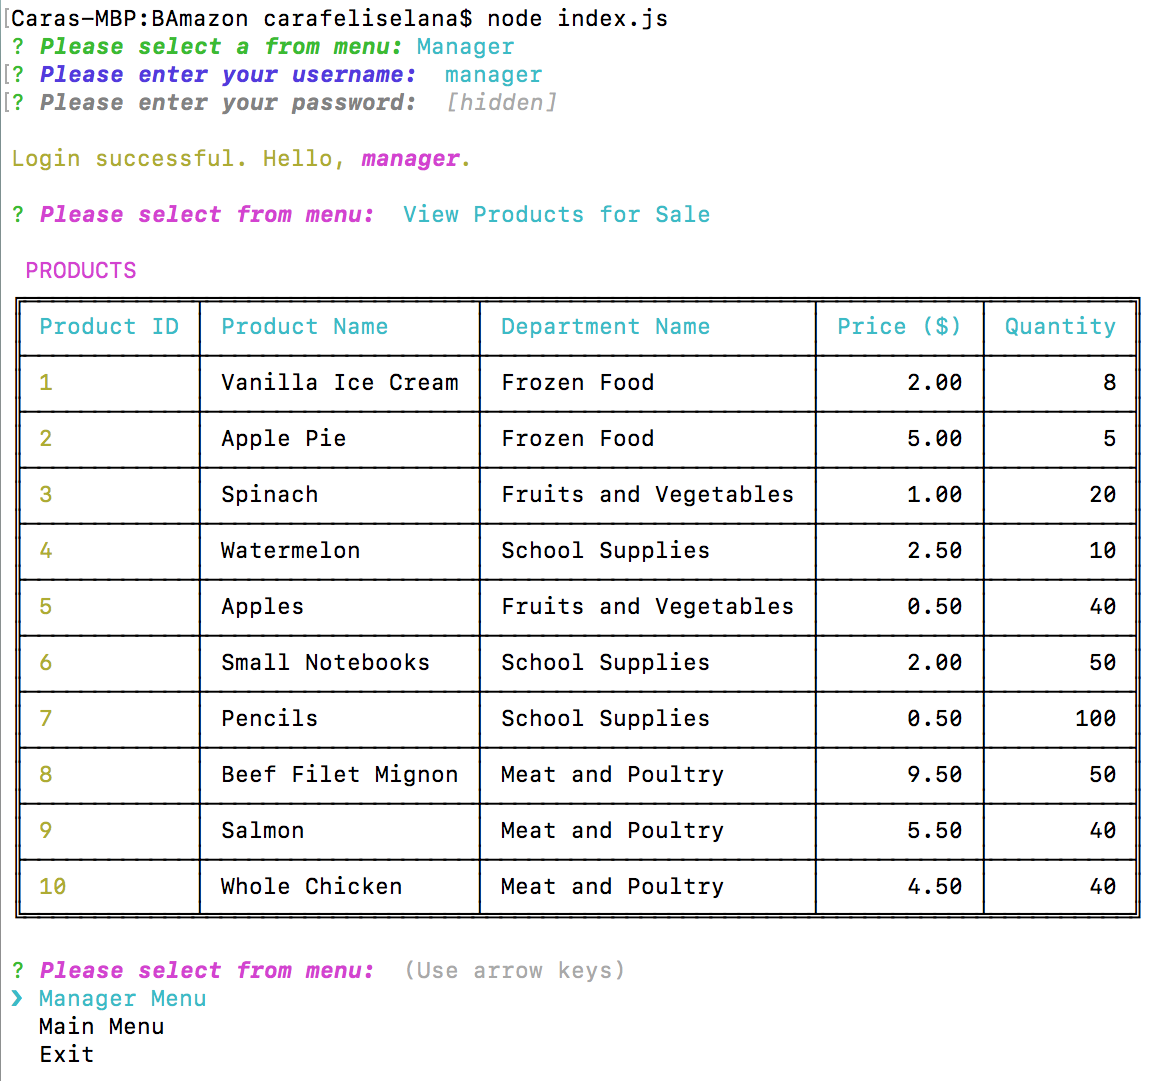 [Caras-MBP:BAmazon carafeliselana$ node index.js
? Please select a from menu: Manager
[? Please enter your username:  manager
[? Please enter your password:  [hidden]
Login successful. Hello, manager.
? Please select from menu:  View Products for Sale
PRODUCTS
Product ID Product Name Department Name Price ($) Quantity
1 Vanilla Ice Cream Frozen Food 2.00 8
2 Apple Pie Frozen Food 5.00 5
3 Spinach Fruits and Vegetables 1.00 20
4 Watermelon School Supplies 2.50 10
5 Apples Fruits and Vegetables 0.50 40
6 Small Notebooks School Supplies 2.00 50
7 Pencils School Supplies 0.50 100
8 Beef Filet Mignon Meat and Poultry 9.50 50
9 Salmon Meat and Poultry 5.50 40
10 Whole Chicken Meat and Poultry 4.50 40
? Please select from menu:  (Use arrow keys)
❯ Manager Menu
Main Menu
Exit